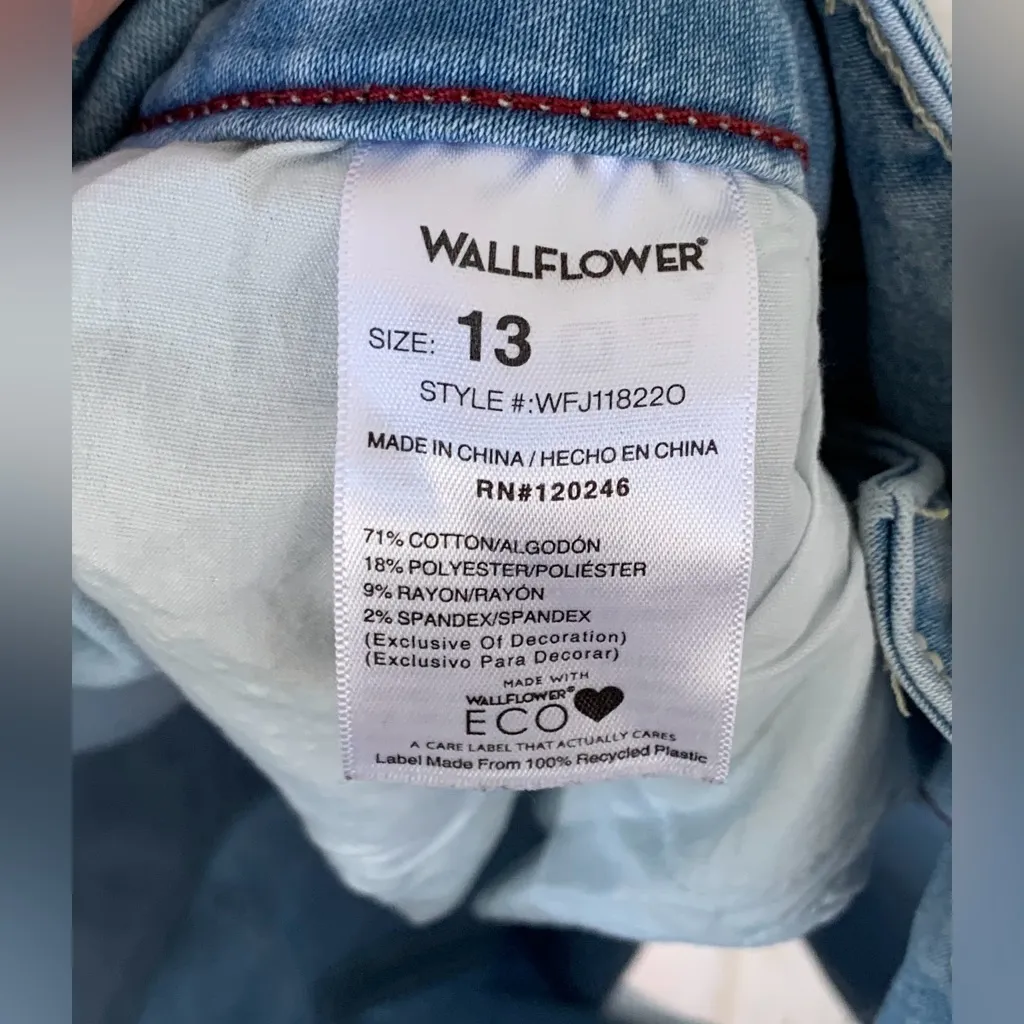 WALLFLOWER®
SIZE: 13
STYLE #:WFJ11822O
MADE IN CHINA / HECHO EN CHINA
RN#120246
71% COTTON/ALGODÓN
18% POLYESTER/POLIÉSTER
9% RAYON/RAYÓN
2% SPANDEX/SPANDEX
(Exclusive Of Decoration)
(Exclusivo Para Decorar)
MADE WITH
WALLFLOWER®
ECO
A CARE LABEL THAT ACTUALLY CARES
Label Made From 100% Recycled Plastic